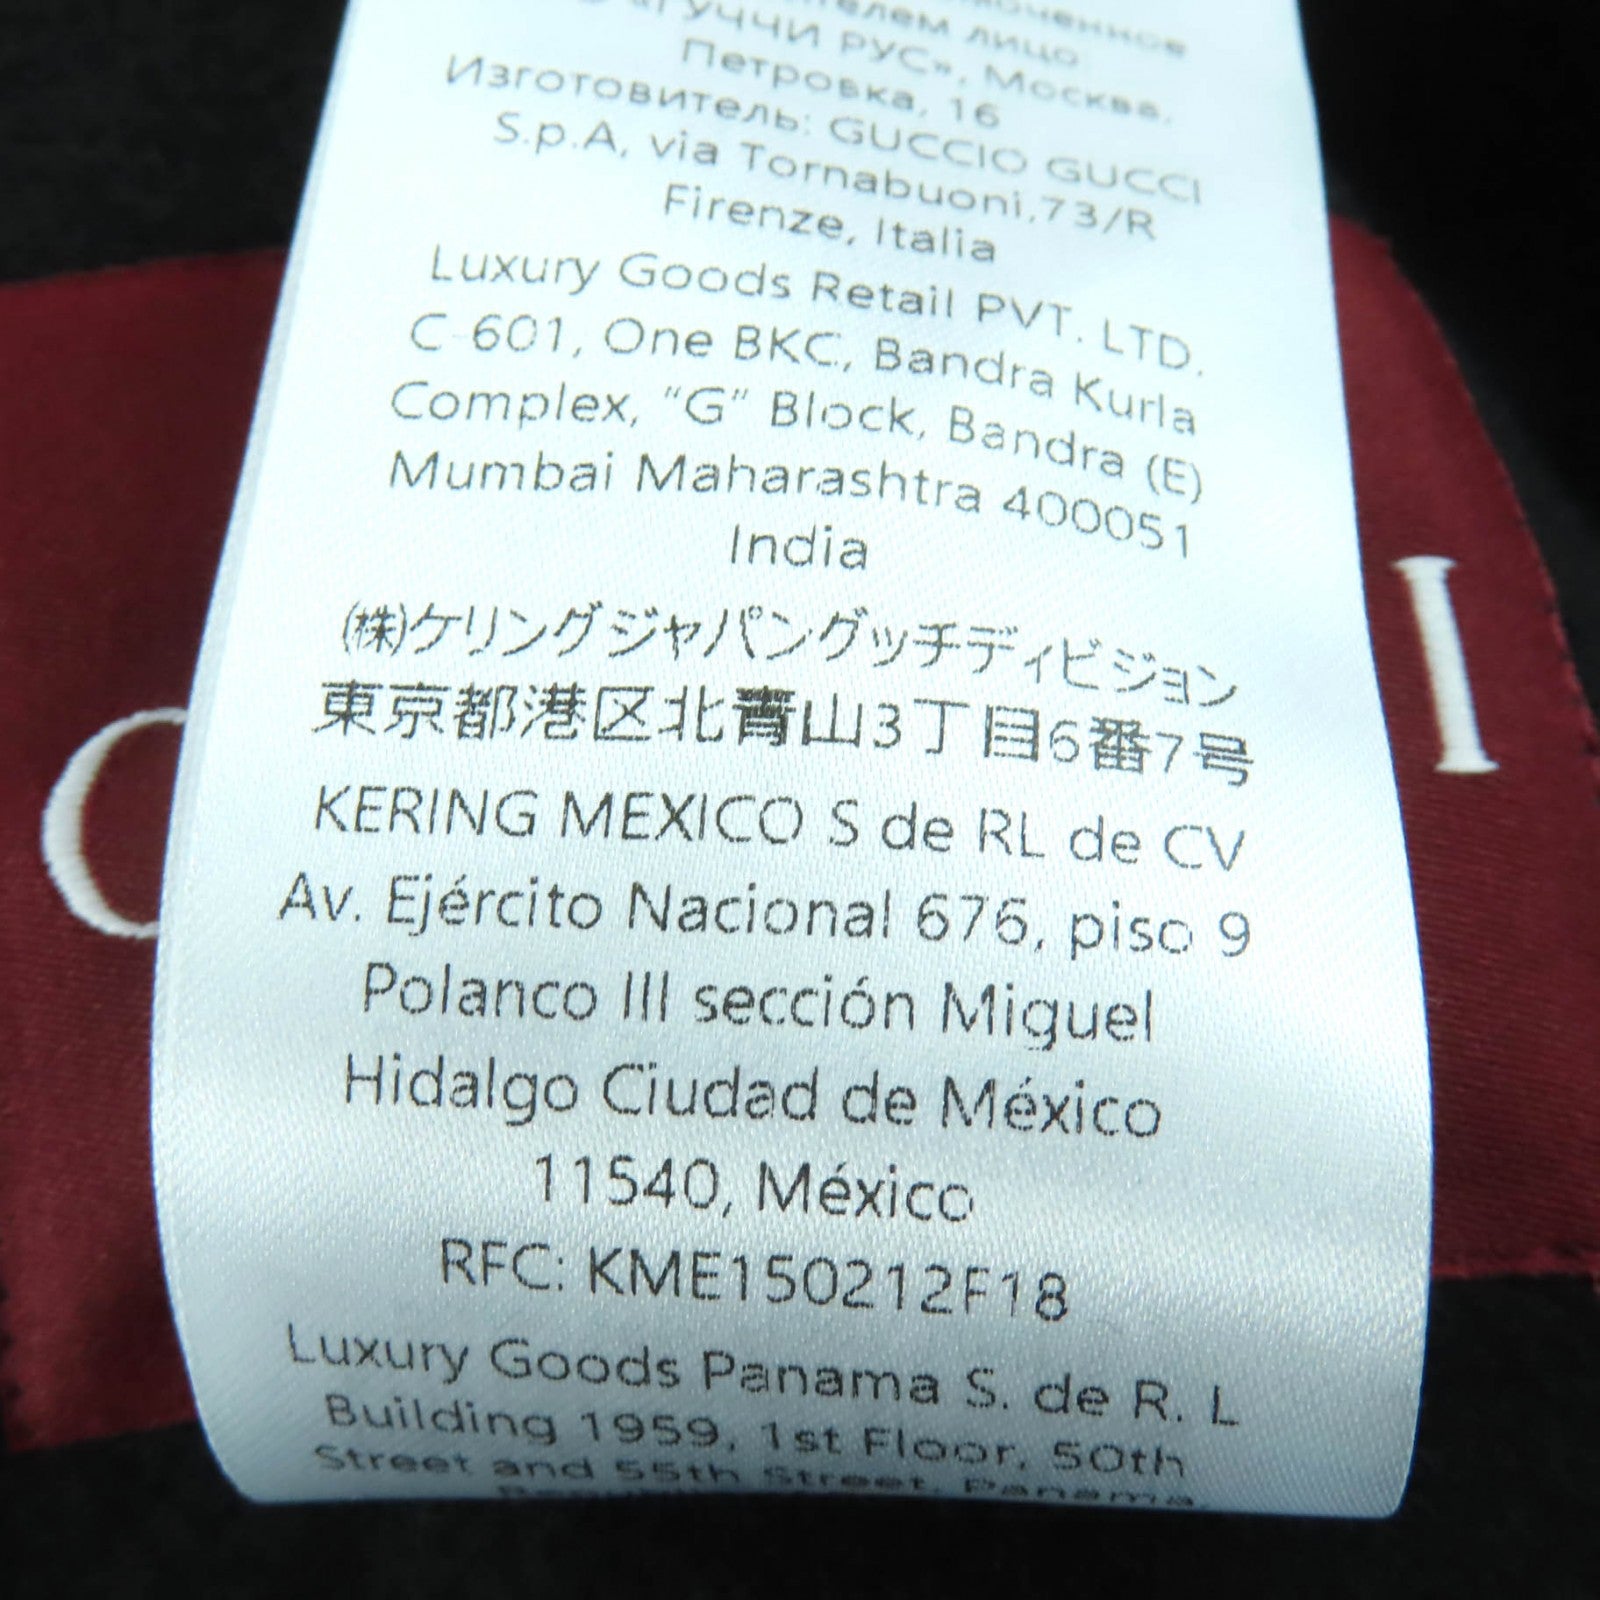 лицо
«ГУЧЧИ РУС», Москва,
Петровка, 16
Изготовитель: GUCCIO GUCCI
S.p.A, via Tornabuoni,73/R
Firenze, Italia
Luxury Goods Retail PVT. LTD.
C-601, One BKC, Bandra Kurla
Complex, "G" Block, Bandra (E)
Mumbai Maharashtra 400051
India
(株)ケリングジャパングッチディビジョン
東京都港区北青山3丁目6番7号
KERING MEXICO S de RL de CV
Av. Ejército Nacional 676, piso 9
Polanco III sección Miguel
Hidalgo Ciudad de México
11540, México
RFC: KME150212F18
Luxury Goods Panama S. de R. L
Building 1959, 1st Floor, 50th
Street and 55th Street, Panama,
C I